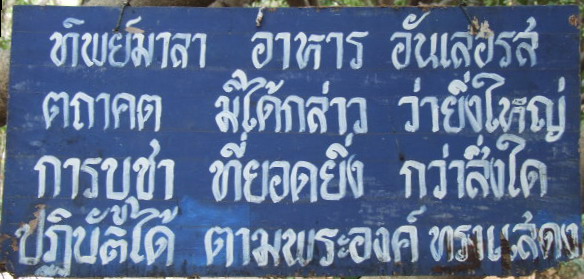 ทิพย์มาลา อาหาร อันเลอรส
ตถาคต มิได้กล่าว ว่ายิ่งใหญ่
การบูชา ที่ยอดยิ่ง กว่าสิ่งใด
ปฏิบัติได้ ตามพระองค์ ทรงแสดง